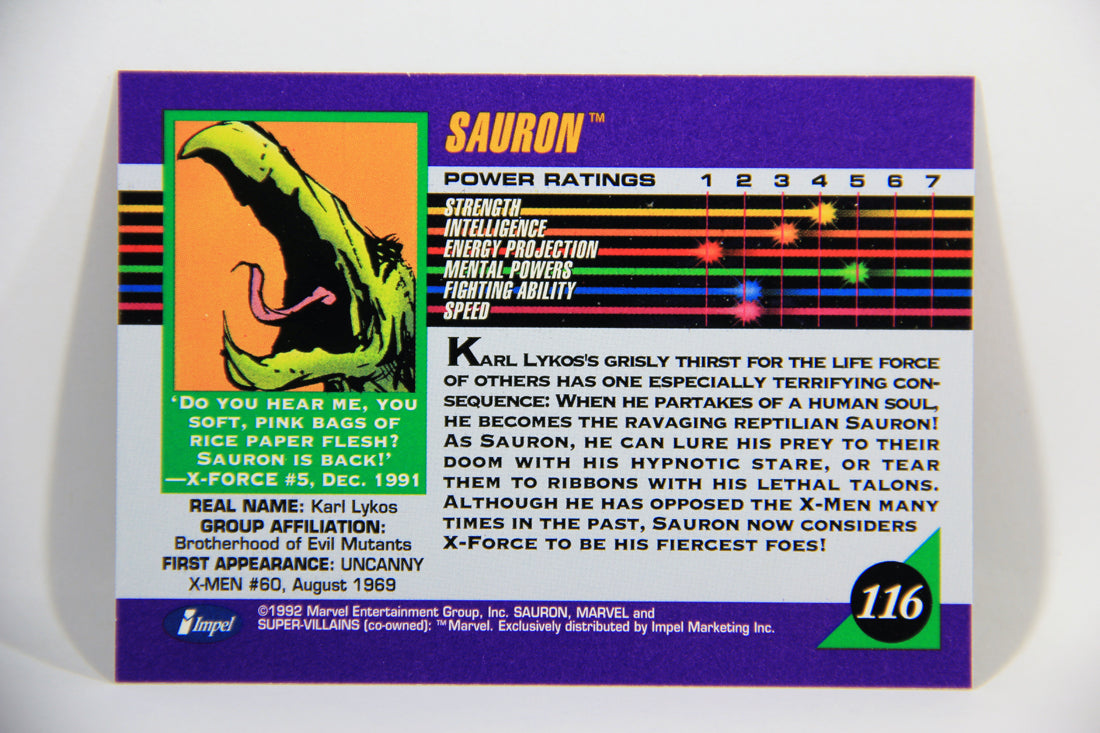 SAURON™
POWER RATINGS 1 2 3 4 5 6 7
STRENGTH
INTELLIGENCE
ENERGY PROJECTION
MENTAL POWERS
FIGHTING ABILITY
SPEED
'DO YOU HEAR ME, YOU
SOFT, PINK BAGS OF
RICE PAPER FLESH?
SAURON IS BACK!'
—X-FORCE #5, DEC. 1991
REAL NAME: Karl Lykos
GROUP AFFILIATION:
Brotherhood of Evil Mutants
FIRST APPEARANCE: UNCANNY
X-MEN #60, August 1969
KARL LYKOS'S GRISLY THIRST FOR THE LIFE FORCE
OF OTHERS HAS ONE ESPECIALLY TERRIFYING CON-
SEQUENCE: WHEN HE PARTAKES OF A HUMAN SOUL,
HE BECOMES THE RAVAGING REPTILIAN SAURON!
AS SAURON, HE CAN LURE HIS PREY TO THEIR
DOOM WITH HIS HYPNOTIC STARE, OR TEAR
THEM TO RIBBONS WITH HIS LETHAL TALONS.
ALTHOUGH HE HAS OPPOSED THE X-MEN MANY
TIMES IN THE PAST, SAURON NOW CONSIDERS
X-FORCE TO BE HIS FIERCEST FOES!
116
Impel
©1992 Marvel Entertainment Group, Inc. SAURON, MARVEL and
SUPER-VILLAINS (co-owned): ™Marvel. Exclusively distributed by Impel Marketing Inc.